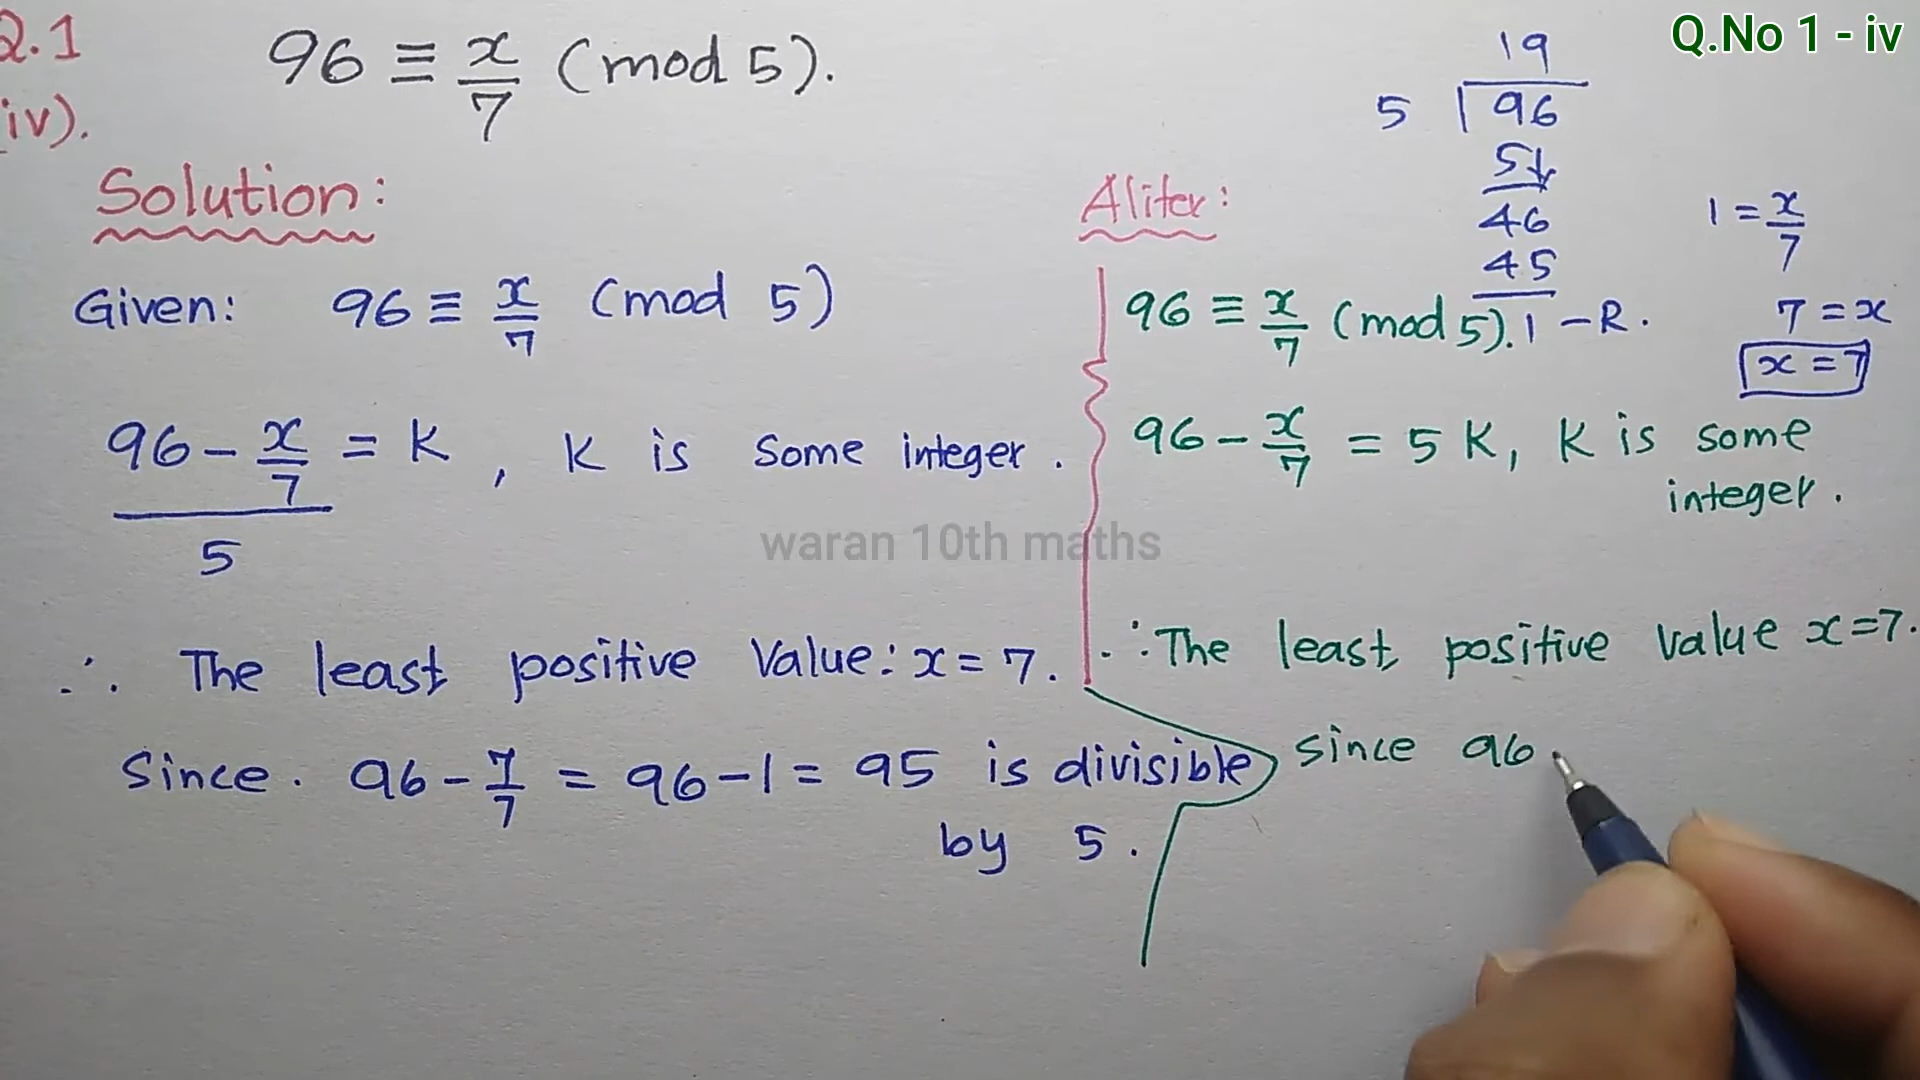 Q.1
iv).
96 ≡ x/7 (mod 5).
Q.No 1 - iv
Solution:
Given: 96 ≡ x/7 (mod 5)
(96 - x/7)/5 = K, K is some integer.
∴ The least positive Value: x = 7.
Since. 96 - 7/7 = 96 - 1 = 95 is divisible
by 5.
19
5 96
5↓
46
45
1 - R.
1 = x/7
7 = x
x = 7
Aliter:
96 ≡ x/7 (mod 5).
96 - x/7 = 5K, K is some
integer.
∴ The least positive value x=7.
since 96
waran 10th maths